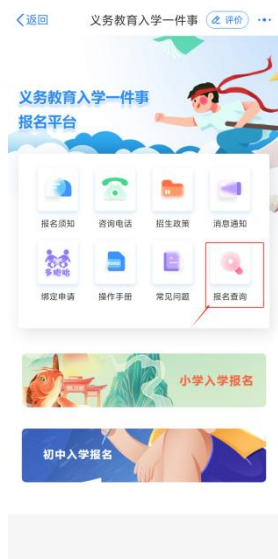 返回
义务教育入学一件事
评价
义务教育入学一件事
报名平台
报名须知
咨询电话
招生政策
消息通知
多胞胎
绑定申请
操作手册
常见问题
报名查询
小学入学报名
初中入学报名